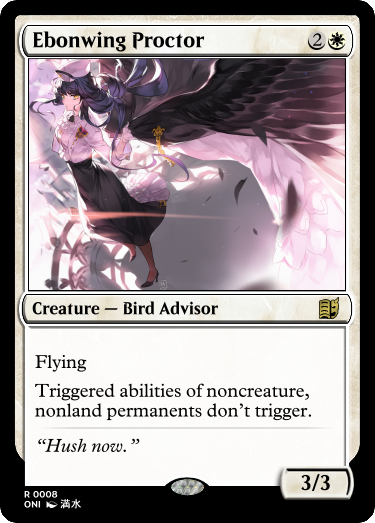 Ebonwing Proctor 2
Creature — Bird Advisor
Flying
Triggered abilities of noncreature,
nonland permanents don't trigger.
“Hush now.”
3/3
R 0008
ONI 満水